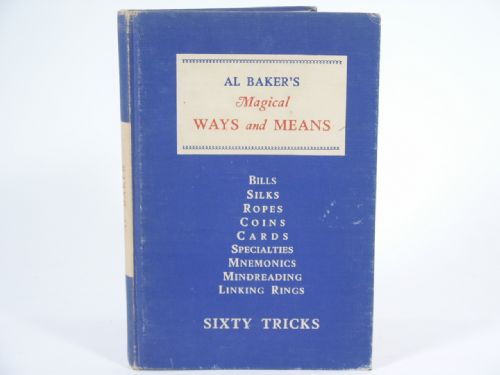 AL BAKER'S
Magical
WAYS and MEANS
BILLS
SILKS
ROPES
COINS
CARDS
SPECIALTIES
MNEMONICS
MINDREADING
LINKING RINGS
SIXTY TRICKS